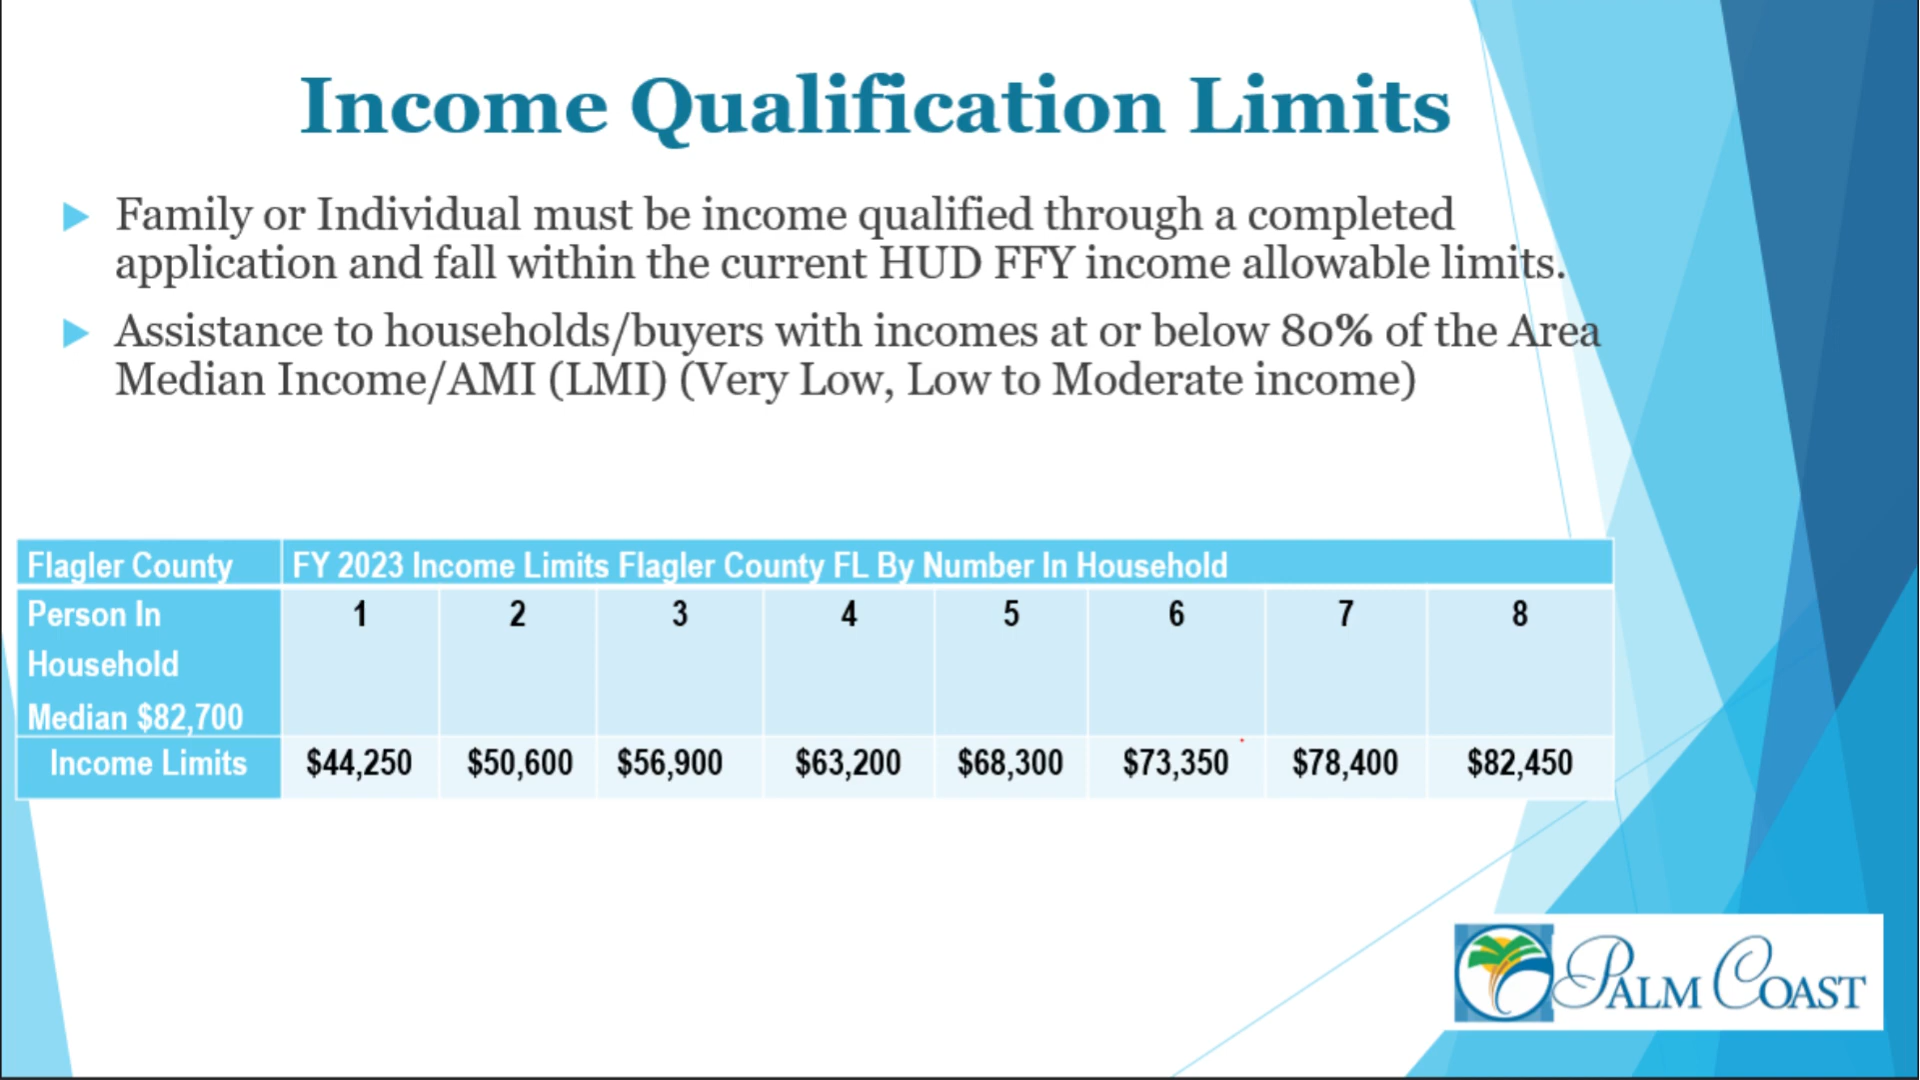 Income Qualification Limits
Family or Individual must be income qualified through a completed
application and fall within the current HUD FFY income allowable limits.
Assistance to households/buyers with incomes at or below 80% of the Area
Median Income/AMI (LMI) (Very Low, Low to Moderate income)
Flagler County FY 2023 Income Limits Flagler County FL By Number In Household
Person In 1 2 3 4 5 6 7 8
Household
Median $82,700
Income Limits $44,250 $50,600 $56,900 $63,200 $68,300 $73,350 $78,400 $82,450
PALM COAST